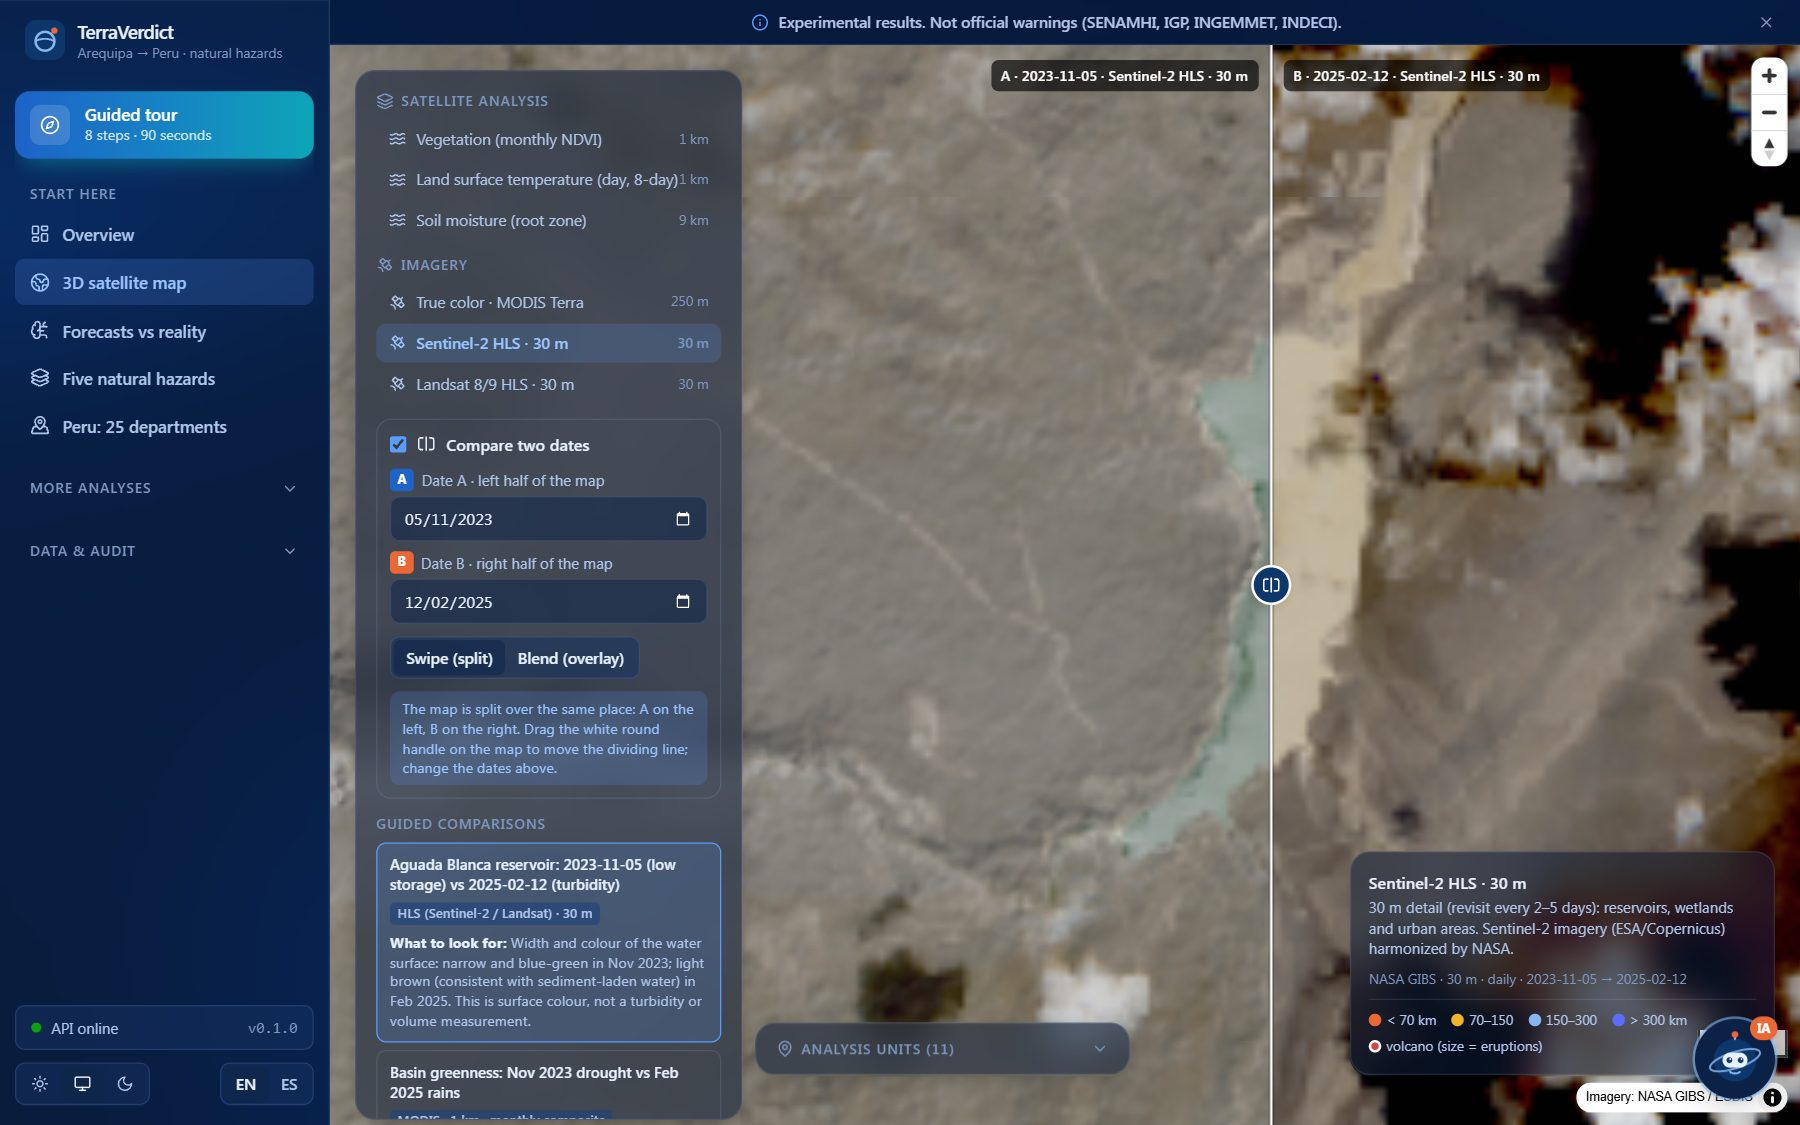 TerraVerdict
Arequipa → Peru · natural hazards
Guided tour
8 steps · 90 seconds
START HERE
Overview
3D satellite map
Forecasts vs reality
Five natural hazards
Peru: 25 departments
MORE ANALYSES
DATA & AUDIT
API online v0.1.0
EN ES
Experimental results. Not official warnings (SENAMHI, IGP, INGEMMET, INDECI).
SATELLITE ANALYSIS
Vegetation (monthly NDVI) 1 km
Land surface temperature (day, 8-day) 1 km
Soil moisture (root zone) 9 km
IMAGERY
True color · MODIS Terra 250 m
Sentinel-2 HLS · 30 m 30 m
Landsat 8/9 HLS · 30 m 30 m
Compare two dates
A Date A · left half of the map
05/11/2023
B Date B · right half of the map
12/02/2025
Swipe (split) Blend (overlay)
The map is split over the same place: A on the
left, B on the right. Drag the white round
handle on the map to move the dividing line;
change the dates above.
GUIDED COMPARISONS
Aguada Blanca reservoir: 2023-11-05 (low
storage) vs 2025-02-12 (turbidity)
HLS (Sentinel-2 / Landsat) · 30 m
What to look for: Width and colour of the water
surface: narrow and blue-green in Nov 2023; light
brown (consistent with sediment-laden water) in
Feb 2025. This is surface colour, not a turbidity or
volume measurement.
Basin greenness: Nov 2023 drought vs Feb
2025 rains
MODIS · 1 km · monthly composite
A · 2023-11-05 · Sentinel-2 HLS · 30 m
B · 2025-02-12 · Sentinel-2 HLS · 30 m
ANALYSIS UNITS (11)
Sentinel-2 HLS · 30 m
30 m detail (revisit every 2–5 days): reservoirs, wetlands
and urban areas. Sentinel-2 imagery (ESA/Copernicus)
harmonized by NASA.
NASA GIBS · 30 m · daily · 2023-11-05 → 2025-02-12
< 70 km 70–150 150–300 > 300 km
volcano (size = eruptions)
IA
Imagery: NASA GIBS /